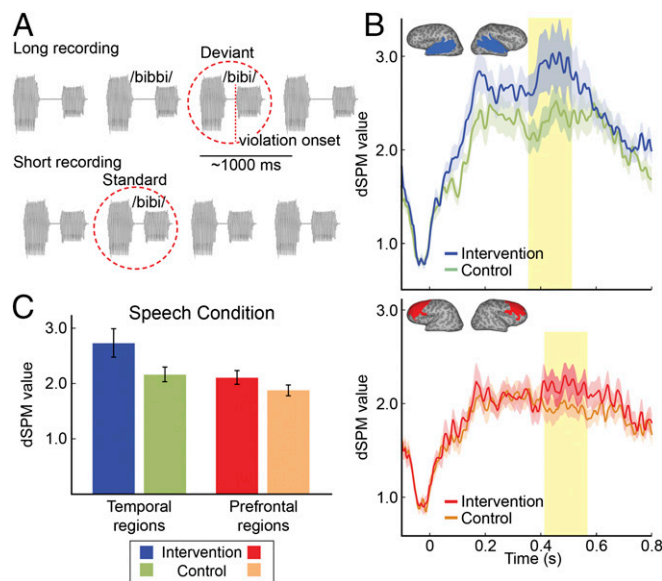 A
Long recording
Deviant
/bibbi/
/bibi/
violation onset
~1000 ms
Short recording
Standard
/bibi/
B
dSPM value
3.0
2.0
1.0
Intervention
Control
dSPM value
3.0
2.0
1.0
Intervention
Control
0
0.2
0.4
0.6
0.8
Time (s)
C
Speech Condition
dSPM value
3.0
2.0
1.0
Temporal regions
Prefrontal regions
Intervention
Control